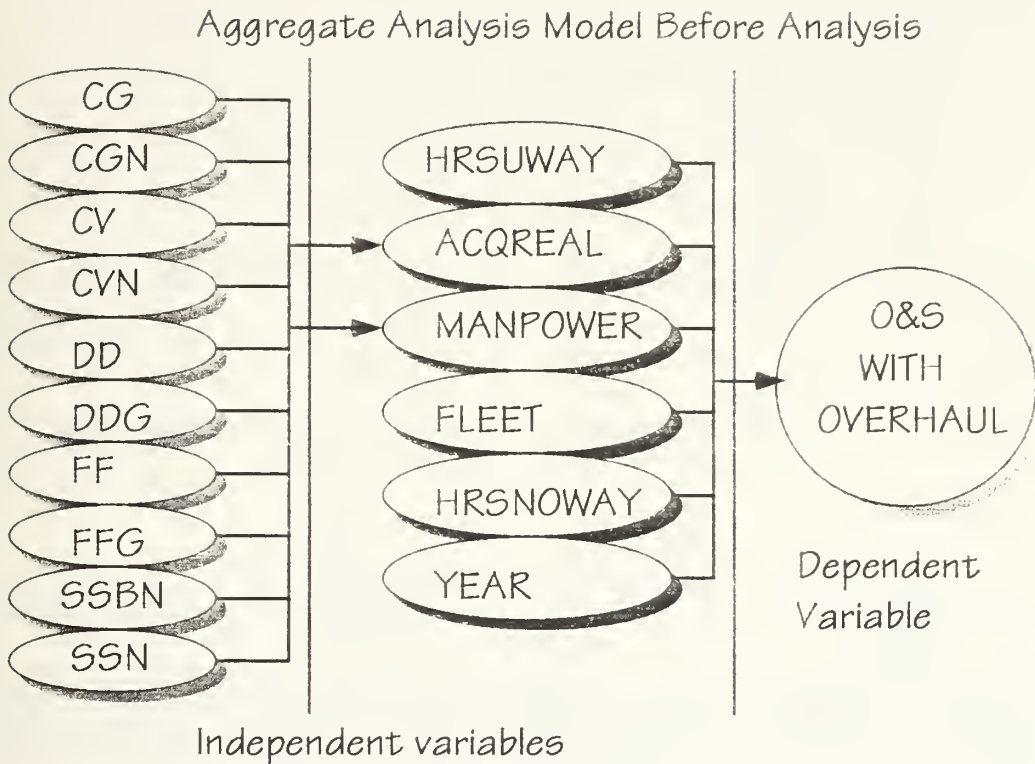 Aggregate Analysis Model Before Analysis
CG
CGN
CV
CVN
DD
DDG
FF
FFG
SSBN
SSN
HRSUWAY
ACQREAL
MANPOWER
FLEET
HRSNOWAY
YEAR
O&S
WITH
OVERHAUL
Dependent
Variable
Independent variables